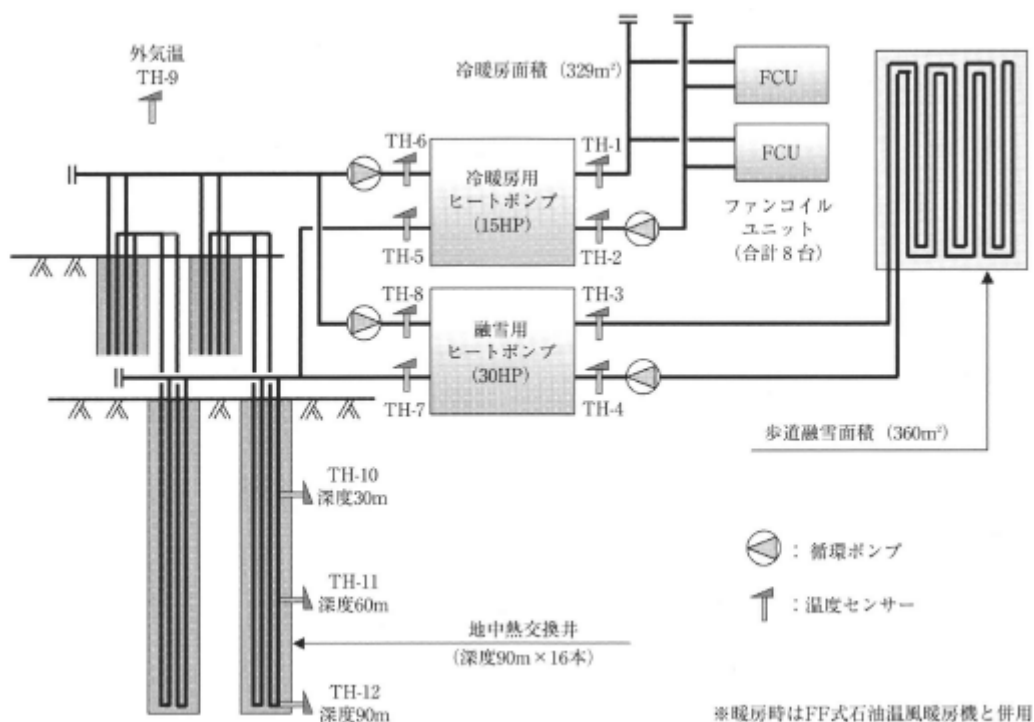 外気温
TH-9
冷暖房面積（329m²）
FCU
TH-6
TH-1
FCU
冷暖房用
ヒートポンプ
(15HP)
ファンコイル
ユニット
(合計8台)
TH-5
TH-2
TH-8
TH-3
融雪用
ヒートポンプ
(30HP)
TH-7
TH-4
歩道融雪面積（360m²）
TH-10
深度30m
TH-11
深度60m
地中熱交換井
（深度90m×16本）
TH-12
深度90m
：循環ポンプ
：温度センサー
※暖房時はFF式石油温風暖房機と併用